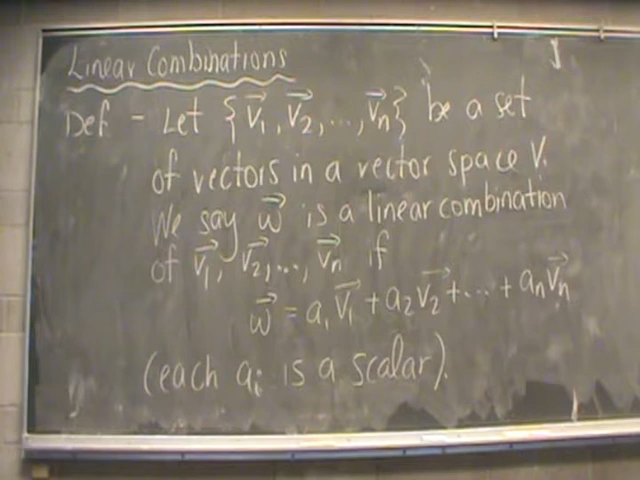 Linear Combinations
Def - Let {v⃗₁, v⃗₂, ..., v⃗ₙ} be a set
of vectors in a vector space V.
We say w⃗ is a linear combination
of v⃗₁, v⃗₂, ..., v⃗ₙ if
w⃗ = a₁v⃗₁ + a₂v⃗₂ + ... + aₙv⃗ₙ
(each aᵢ is a scalar).